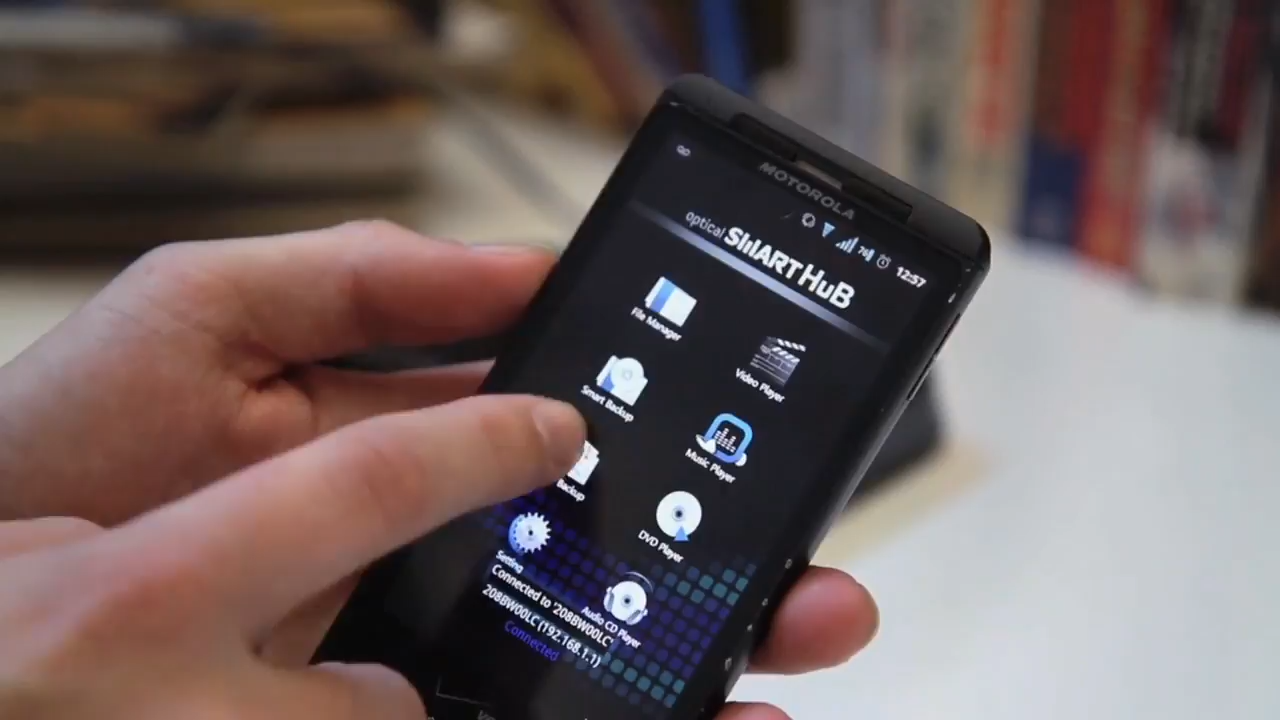 MOTOROLA
12:57
optical SMART HUB
File Manager
Video Player
Smart Backup
Music Player
Backup
DVD Player
Setting
Audio CD Player
Connected to '208BW00LC'
208BW00LC (192.168.1.1)
Connected